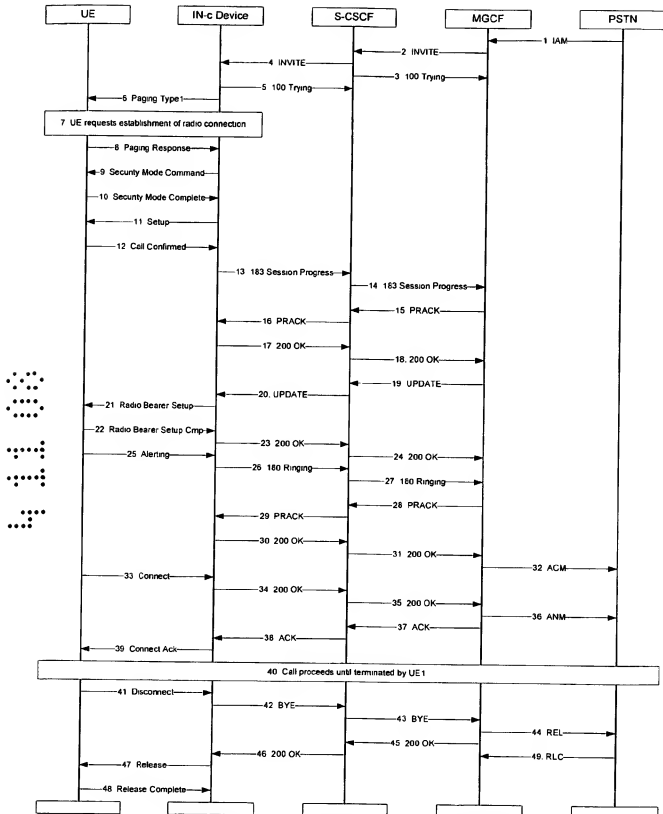 UE
IN-c Device
S-CSCF
MGCF
PSTN
1 IAM
2 INVITE
4 INVITE
3 100 Trying
5 100 Trying
6 Paging Type1
7 UE requests establishment of radio connection
8 Paging Response
9 Security Mode Command
10 Security Mode Complete
11 Setup
12 Call Confirmed
13 183 Session Progress
14 183 Session Progress
15 PRACK
16 PRACK
17 200 OK
18. 200 OK
19 UPDATE
20. UPDATE
21 Radio Bearer Setup
22 Radio Bearer Setup Cmp
23 200 OK
24 200 OK
25 Alerting
26 180 Ringing
27 180 Ringing
28 PRACK
29 PRACK
30 200 OK
31 200 OK
32 ACM
33 Connect
34 200 OK
35 200 OK
36 ANM
37 ACK
38 ACK
39 Connect Ack
40 Call proceeds until terminated by UE1
41 Disconnect
42 BYE
43 BYE
44 REL
45 200 OK
46 200 OK
49. RLC
47 Release
48 Release Complete